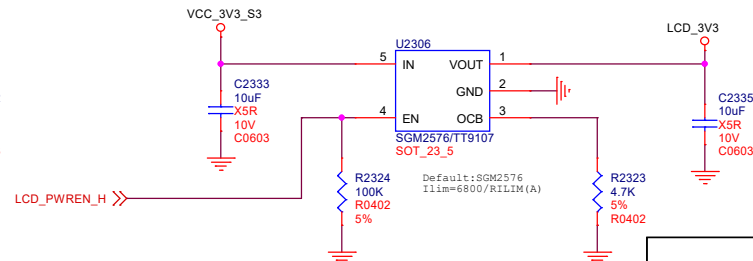 VCC_3V3_S3
LCD_3V3
U2306
5
IN
VOUT
1
GND
2
C2333
10uF
X5R
10V
C0603
4
EN
OCB
3
C2335
10uF
X5R
10V
C0603
SGM2576/TT9107
SOT_23_5
LCD_PWREN_H
R2324
100K
R0402
5%
Default:SGM2576
Ilim=6800/RILIM(A)
R2323
4.7K
5%
R0402